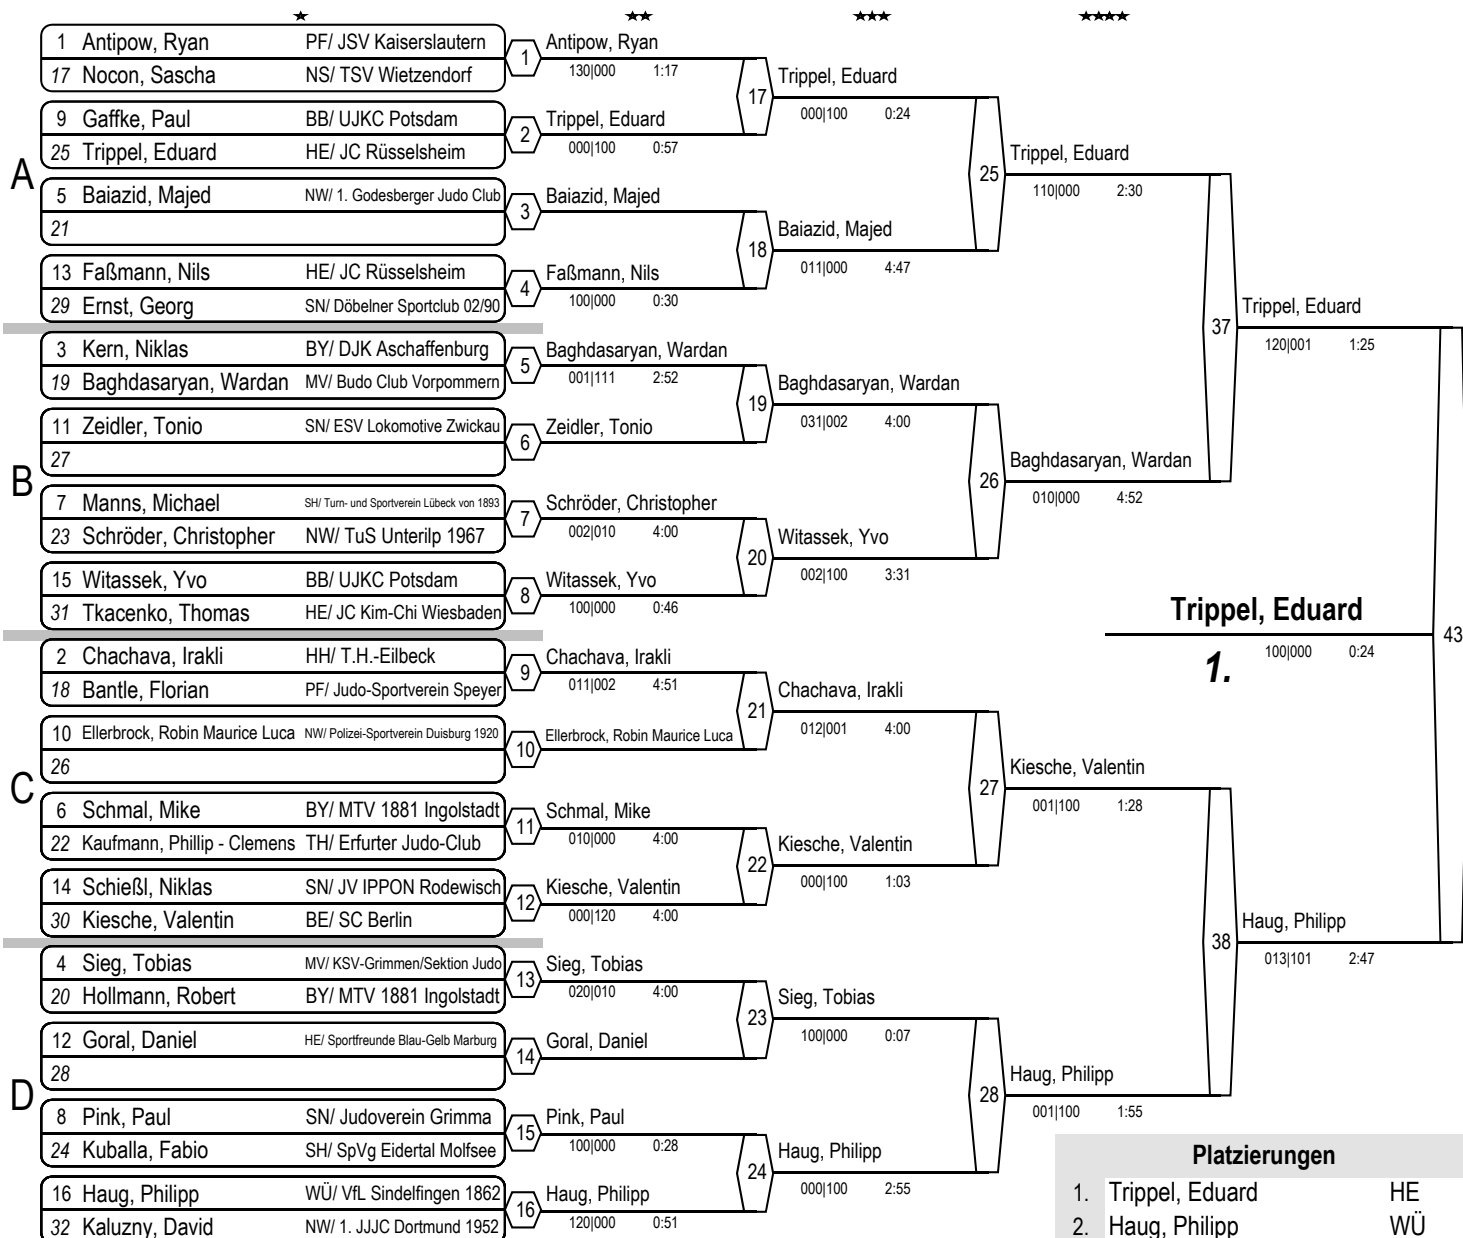 A
1 Antipow, Ryan PF/ JSV Kaiserslautern
17 Nocon, Sascha NS/ TSV Wietzendorf
9 Gaffke, Paul BB/ UJKC Potsdam
25 Trippel, Eduard HE/ JC Rüsselsheim
5 Baiazid, Majed NW/ 1. Godesberger Judo Club
21
13 Faßmann, Nils HE/ JC Rüsselsheim
29 Ernst, Georg SN/ Döbelner Sportclub 02/90
B
3 Kern, Niklas BY/ DJK Aschaffenburg
19 Baghdasaryan, Wardan MV/ Budo Club Vorpommern
11 Zeidler, Tonio SN/ ESV Lokomotive Zwickau
27
7 Manns, Michael SH/ Turn- und Sportverein Lübeck von 1893
23 Schröder, Christopher NW/ TuS Unterilp 1967
15 Witassek, Yvo BB/ UJKC Potsdam
31 Tkacenko, Thomas HE/ JC Kim-Chi Wiesbaden
C
2 Chachava, Irakli HH/ T.H.-Eilbeck
18 Bantle, Florian PF/ Judo-Sportverein Speyer
10 Ellerbrock, Robin Maurice Luca NW/ Polizei-Sportverein Duisburg 1920
26
6 Schmal, Mike BY/ MTV 1881 Ingolstadt
22 Kaufmann, Phillip - Clemens TH/ Erfurter Judo-Club
14 Schießl, Niklas SN/ JV IPPON Rodewisch
30 Kiesche, Valentin BE/ SC Berlin
D
4 Sieg, Tobias MV/ KSV-Grimmen/Sektion Judo
20 Hollmann, Robert BY/ MTV 1881 Ingolstadt
12 Goral, Daniel HE/ Sportfreunde Blau-Gelb Marburg
28
8 Pink, Paul SN/ Judoverein Grimma
24 Kuballa, Fabio SH/ SpVg Eidertal Molfsee
16 Haug, Philipp WÜ/ VfL Sindelfingen 1862
32 Kaluzny, David NW/ 1. JJJC Dortmund 1952
1 Antipow, Ryan
130|000 1:17
2 Trippel, Eduard
000|100 0:57
3 Baiazid, Majed
4 Faßmann, Nils
100|000 0:30
5 Baghdasaryan, Wardan
001|111 2:52
6 Zeidler, Tonio
7 Schröder, Christopher
002|010 4:00
8 Witassek, Yvo
100|000 0:46
9 Chachava, Irakli
011|002 4:51
10 Ellerbrock, Robin Maurice Luca
11 Schmal, Mike
010|000 4:00
12 Kiesche, Valentin
000|120 4:00
13 Sieg, Tobias
020|010 4:00
14 Goral, Daniel
15 Pink, Paul
100|000 0:28
16 Haug, Philipp
120|000 0:51
17 Trippel, Eduard
000|100 0:24
18 Baiazid, Majed
011|000 4:47
19 Baghdasaryan, Wardan
031|002 4:00
20 Witassek, Yvo
002|100 3:31
21 Chachava, Irakli
012|001 4:00
22 Kiesche, Valentin
000|100 1:03
23 Sieg, Tobias
100|000 0:07
24 Haug, Philipp
000|100 2:55
25 Trippel, Eduard
110|000 2:30
26 Baghdasaryan, Wardan
010|000 4:52
27 Kiesche, Valentin
001|100 1:28
28 Haug, Philipp
001|100 1:55
37 Trippel, Eduard
120|001 1:25
38 Haug, Philipp
013|101 2:47
Trippel, Eduard 43
1. 100|000 0:24
Platzierungen
1. Trippel, Eduard HE
2. Haug, Philipp WÜ